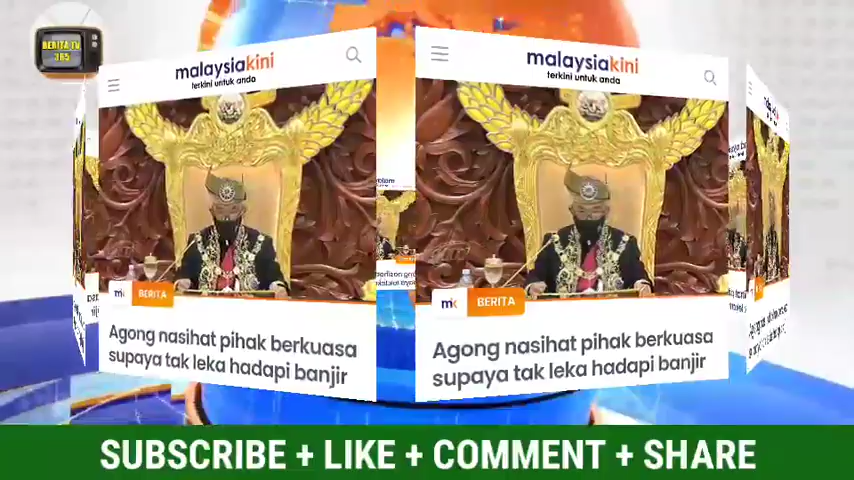 BERITA TV
365
malaysiakini
terkini untuk anda
BERITA
Agong nasihat pihak berkuasa
supaya tak leka hadapi banjir
malaysiakini
terkini untuk anda
mk
BERITA
Agong nasihat pihak berkuasa
supaya tak leka hadapi banjir
SUBSCRIBE + LIKE + COMMENT + SHARE